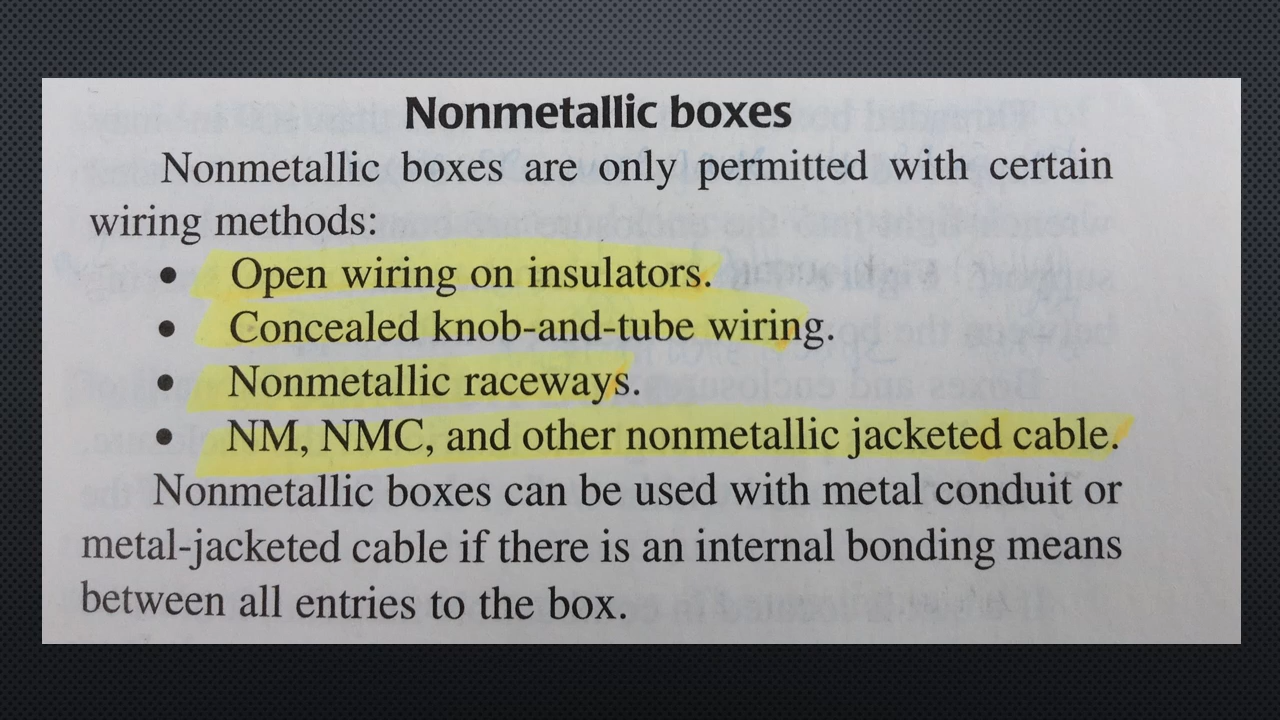 Nonmetallic boxes
Nonmetallic boxes are only permitted with certain
wiring methods:
• Open wiring on insulators.
• Concealed knob-and-tube wiring.
• Nonmetallic raceways.
• NM, NMC, and other nonmetallic jacketed cable.
Nonmetallic boxes can be used with metal conduit or
metal-jacketed cable if there is an internal bonding means
between all entries to the box.